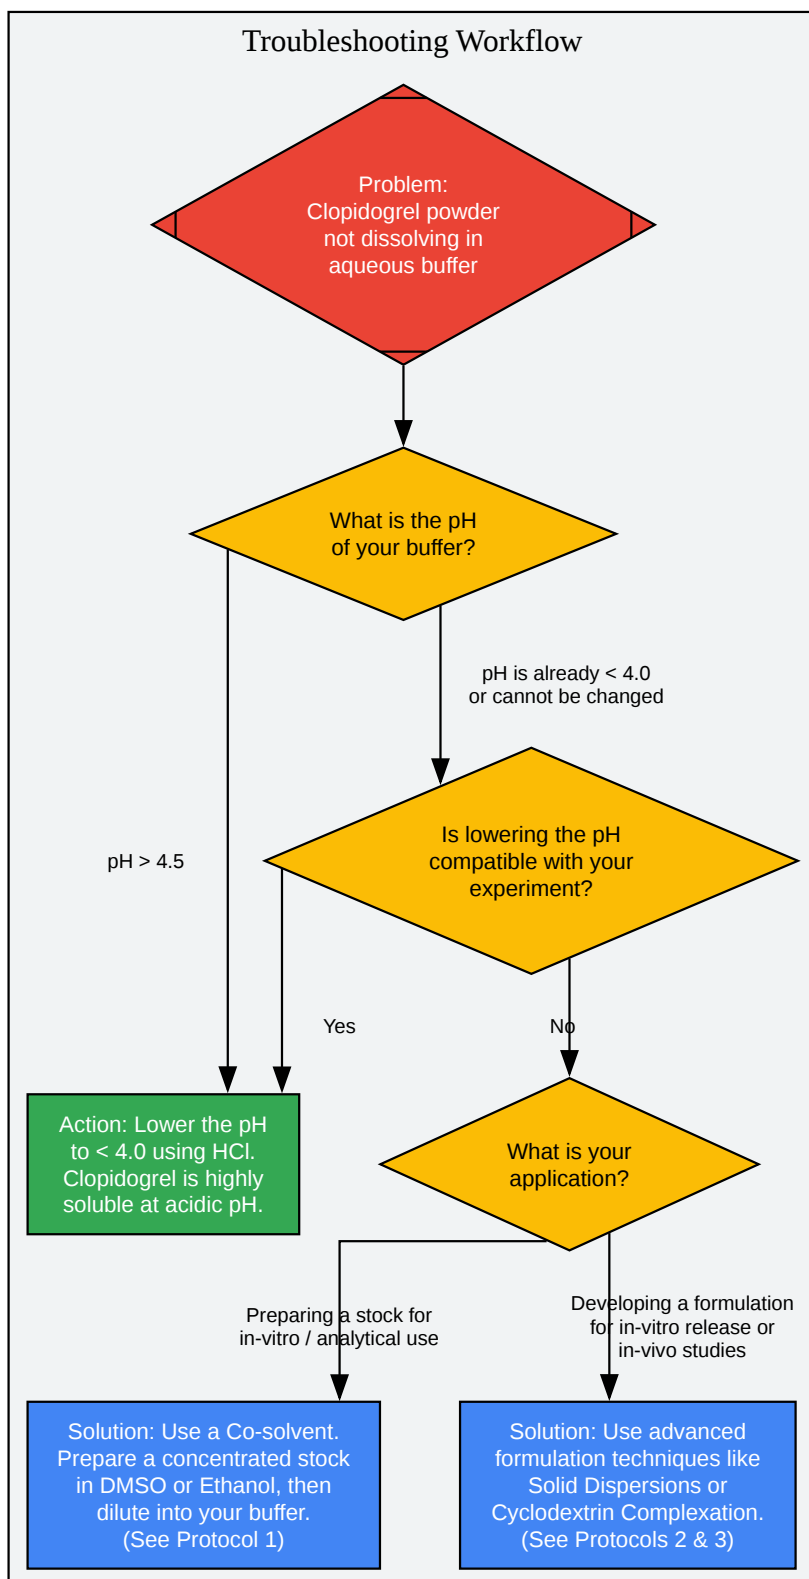 Troubleshooting Workflow
Problem:
Clopidogrel powder
not dissolving in
aqueous buffer
What is the pH
of your buffer?
pH is already < 4.0
or cannot be changed
Is lowering the pH
compatible with your
experiment?
pH > 4.5
Yes
No
Action: Lower the pH
to < 4.0 using HCl.
Clopidogrel is highly
soluble at acidic pH.
What is your
application?
Preparing a stock for
in-vitro / analytical use
Developing a formulation
for in-vitro release or
in-vivo studies
Solution: Use a Co-solvent.
Prepare a concentrated stock
in DMSO or Ethanol, then
dilute into your buffer.
(See Protocol 1)
Solution: Use advanced
formulation techniques like
Solid Dispersions or
Cyclodextrin Complexation.
(See Protocols 2 & 3)